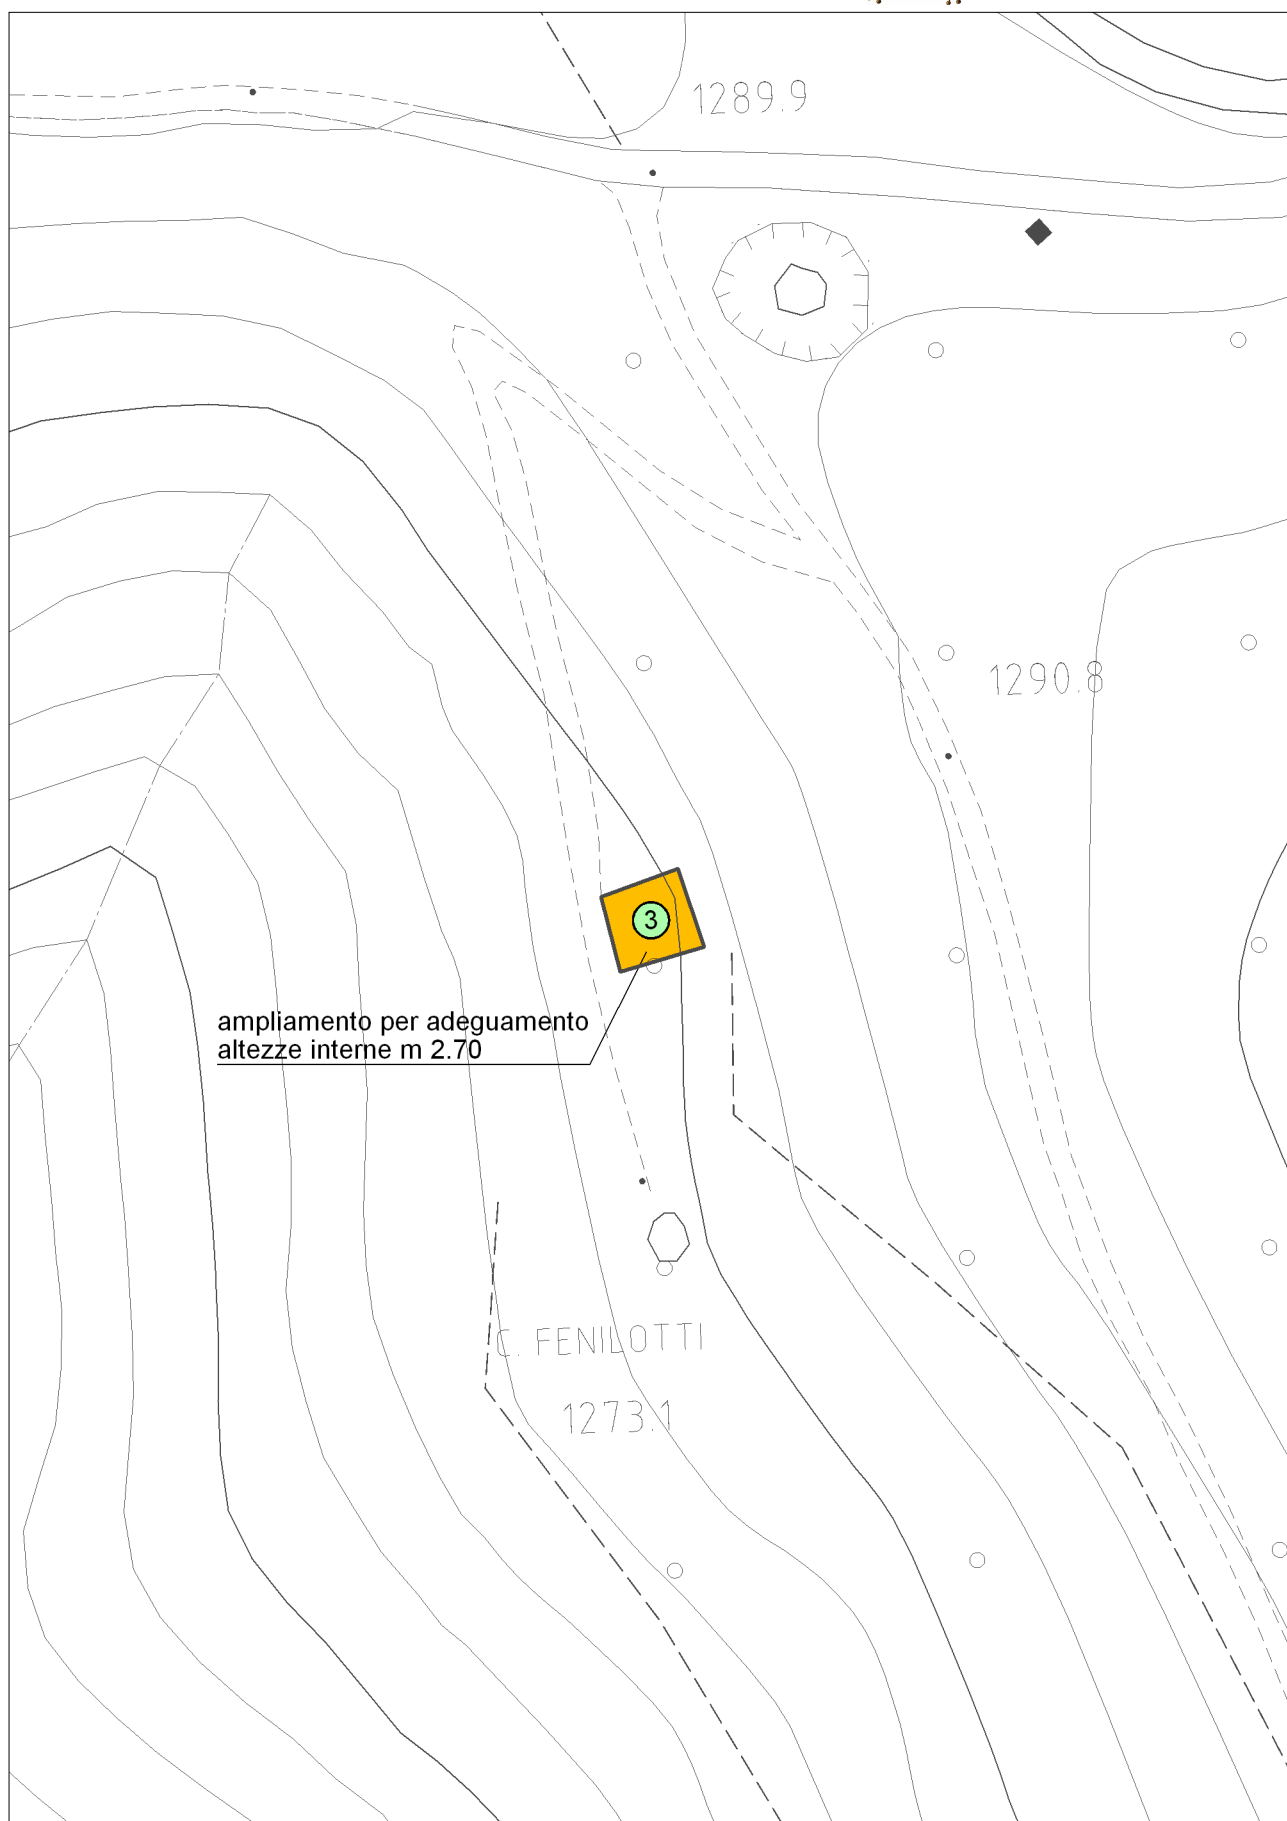 1289.9
1290.8
3
ampliamento per adeguamento
altezze interne m 2.70
C. FENILOTTI
1273.1